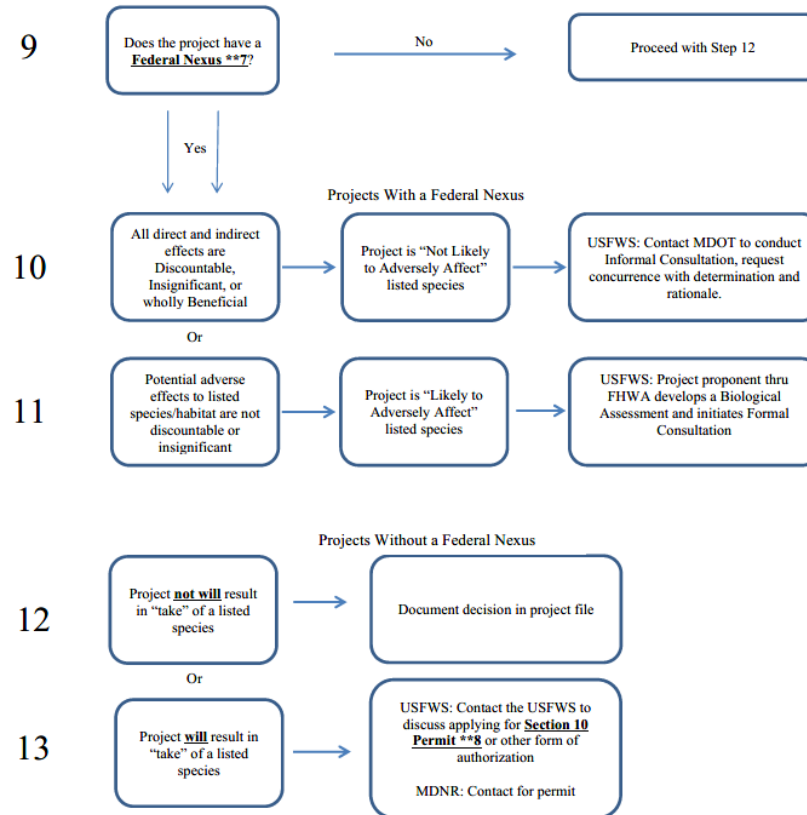 9
Does the project have a
Federal Nexus **7?
No
Proceed with Step 12
Yes
Projects With a Federal Nexus
10
All direct and indirect
effects are
Discountable,
Insignificant, or
wholly Beneficial
Project is “Not Likely
to Adversely Affect”
listed species
USFWS: Contact MDOT to conduct
Informal Consultation, request
concurrence with determination and
rationale.
Or
11
Potential adverse
effects to listed
species/habitat are not
discountable or
insignificant
Project is “Likely to
Adversely Affect”
listed species
USFWS: Project proponent thru
FHWA develops a Biological
Assessment and initiates Formal
Consultation
Projects Without a Federal Nexus
12
Project not will result
in “take” of a listed
species
Document decision in project file
Or
13
Project will result in
“take” of a listed
species
USFWS: Contact the USFWS to
discuss applying for Section 10
Permit **8 or other form of
authorization
MDNR: Contact for permit